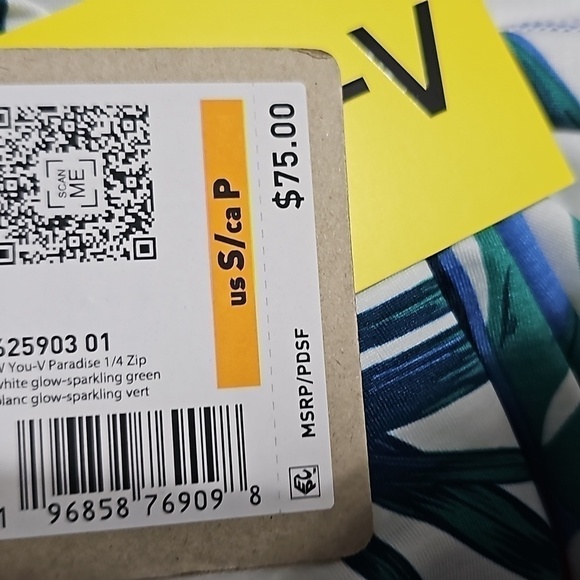 -V
SCAN
ME
us S/ca P
$75.00
MSRP/PDSF
625903 01
W You-V Paradise 1/4 Zip
white glow-sparkling green
blanc glow-sparkling vert
1 96858 76909 8